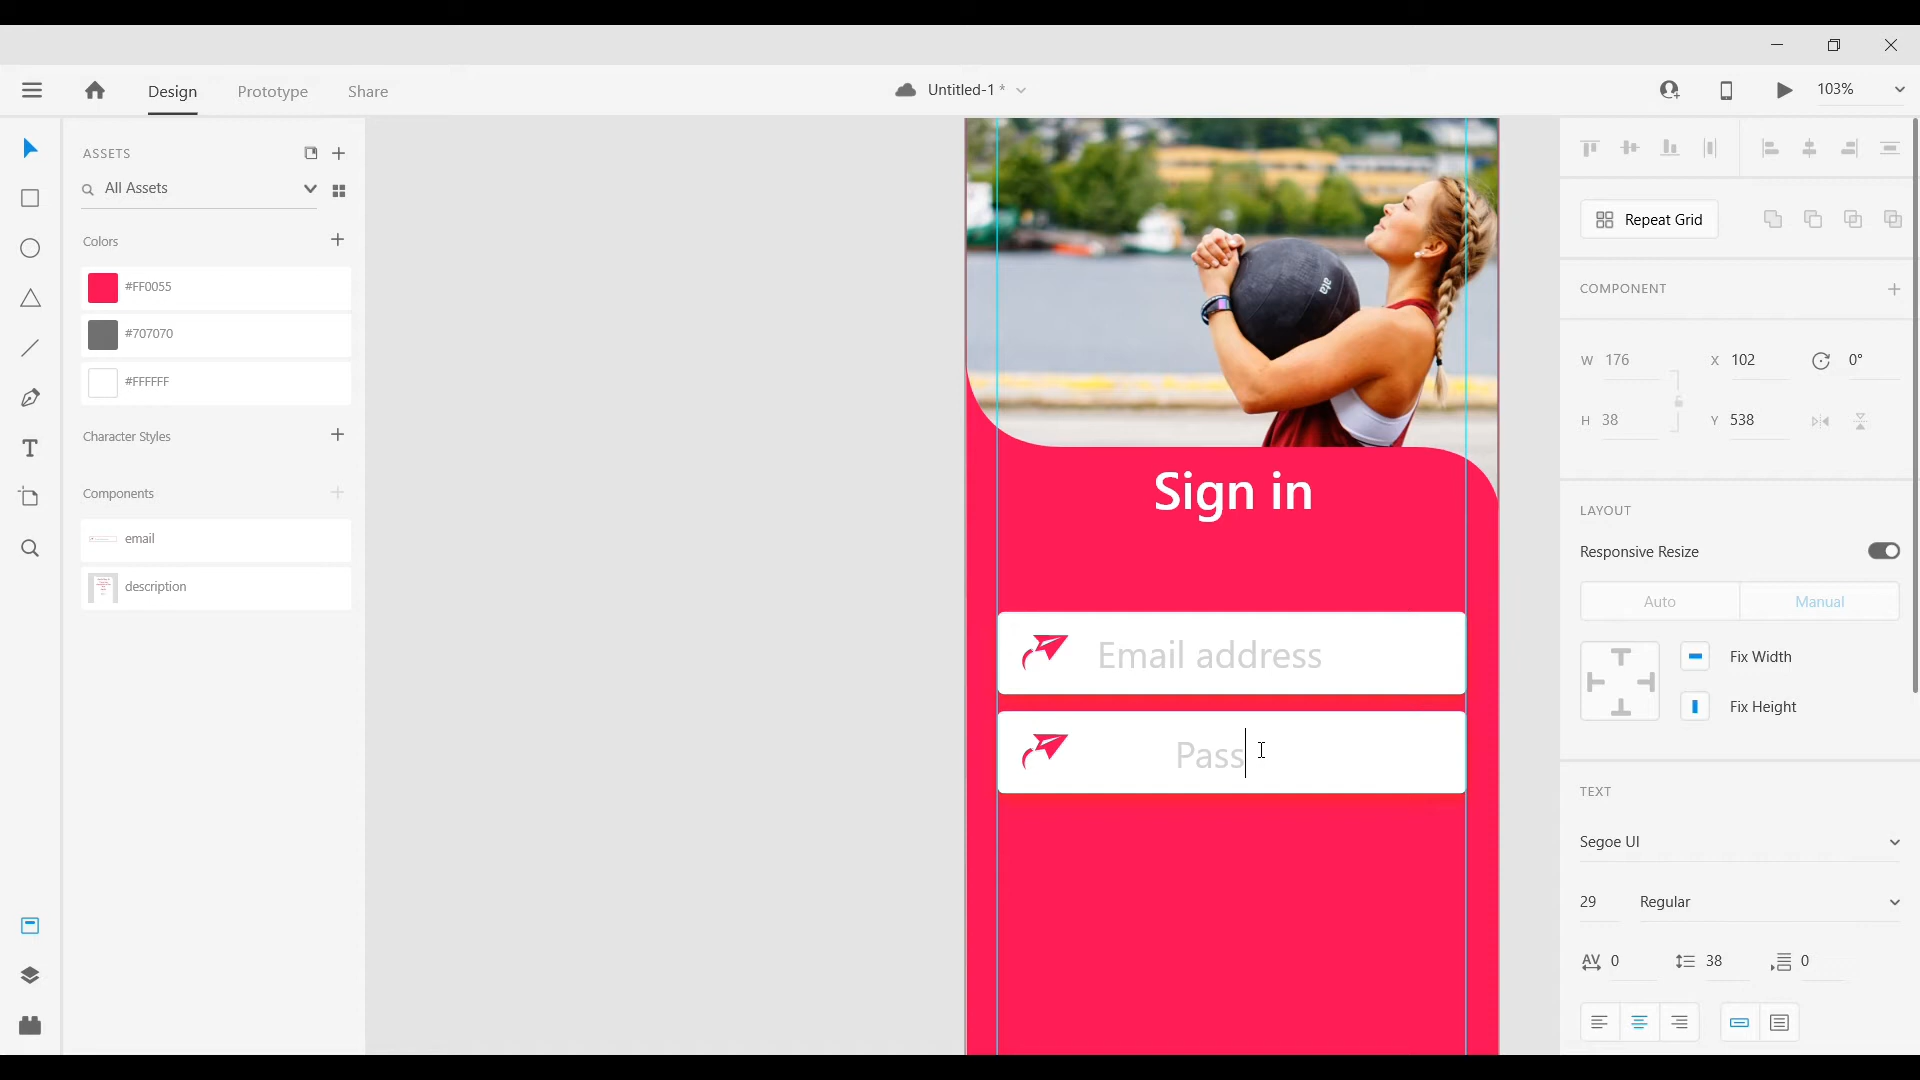 Design
Prototype
Share
Untitled-1 *
103%
ASSETS
All Assets
Colors
#FF0055
#707070
#FFFFFF
Character Styles
Components
email
description
ata
Sign in
Email address
Pass
Repeat Grid
COMPONENT
W 176
X 102
0°
H 38
Y 538
LAYOUT
Responsive Resize
Auto
Manual
Fix Width
Fix Height
TEXT
Segoe UI
29
Regular
AV 0
38
0